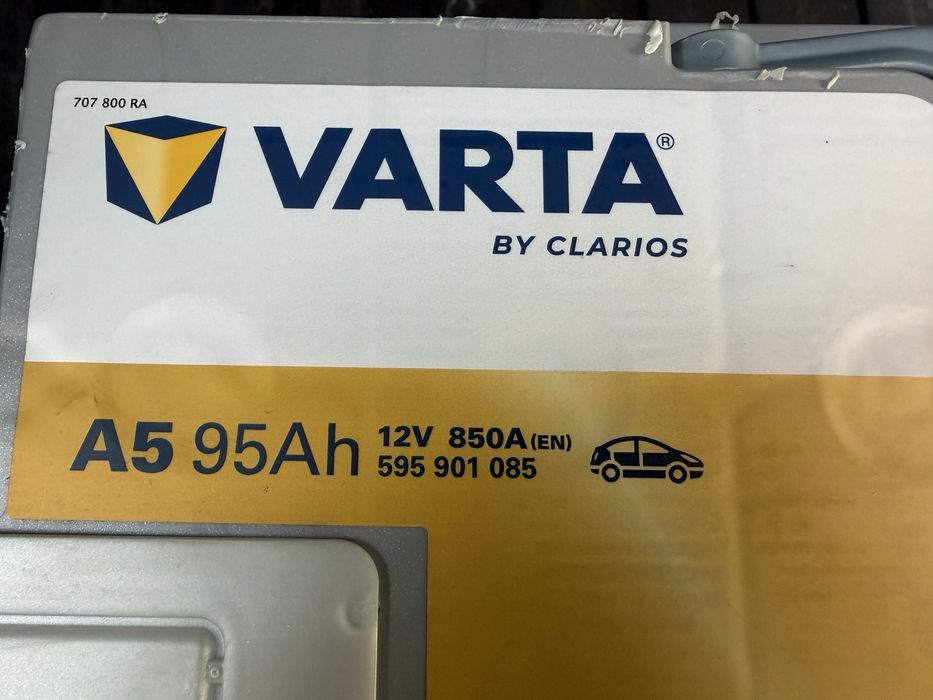 707 800 RA
VARTA®
BY CLARIOS
A5 95Ah 12V 850A (EN)
595 901 085